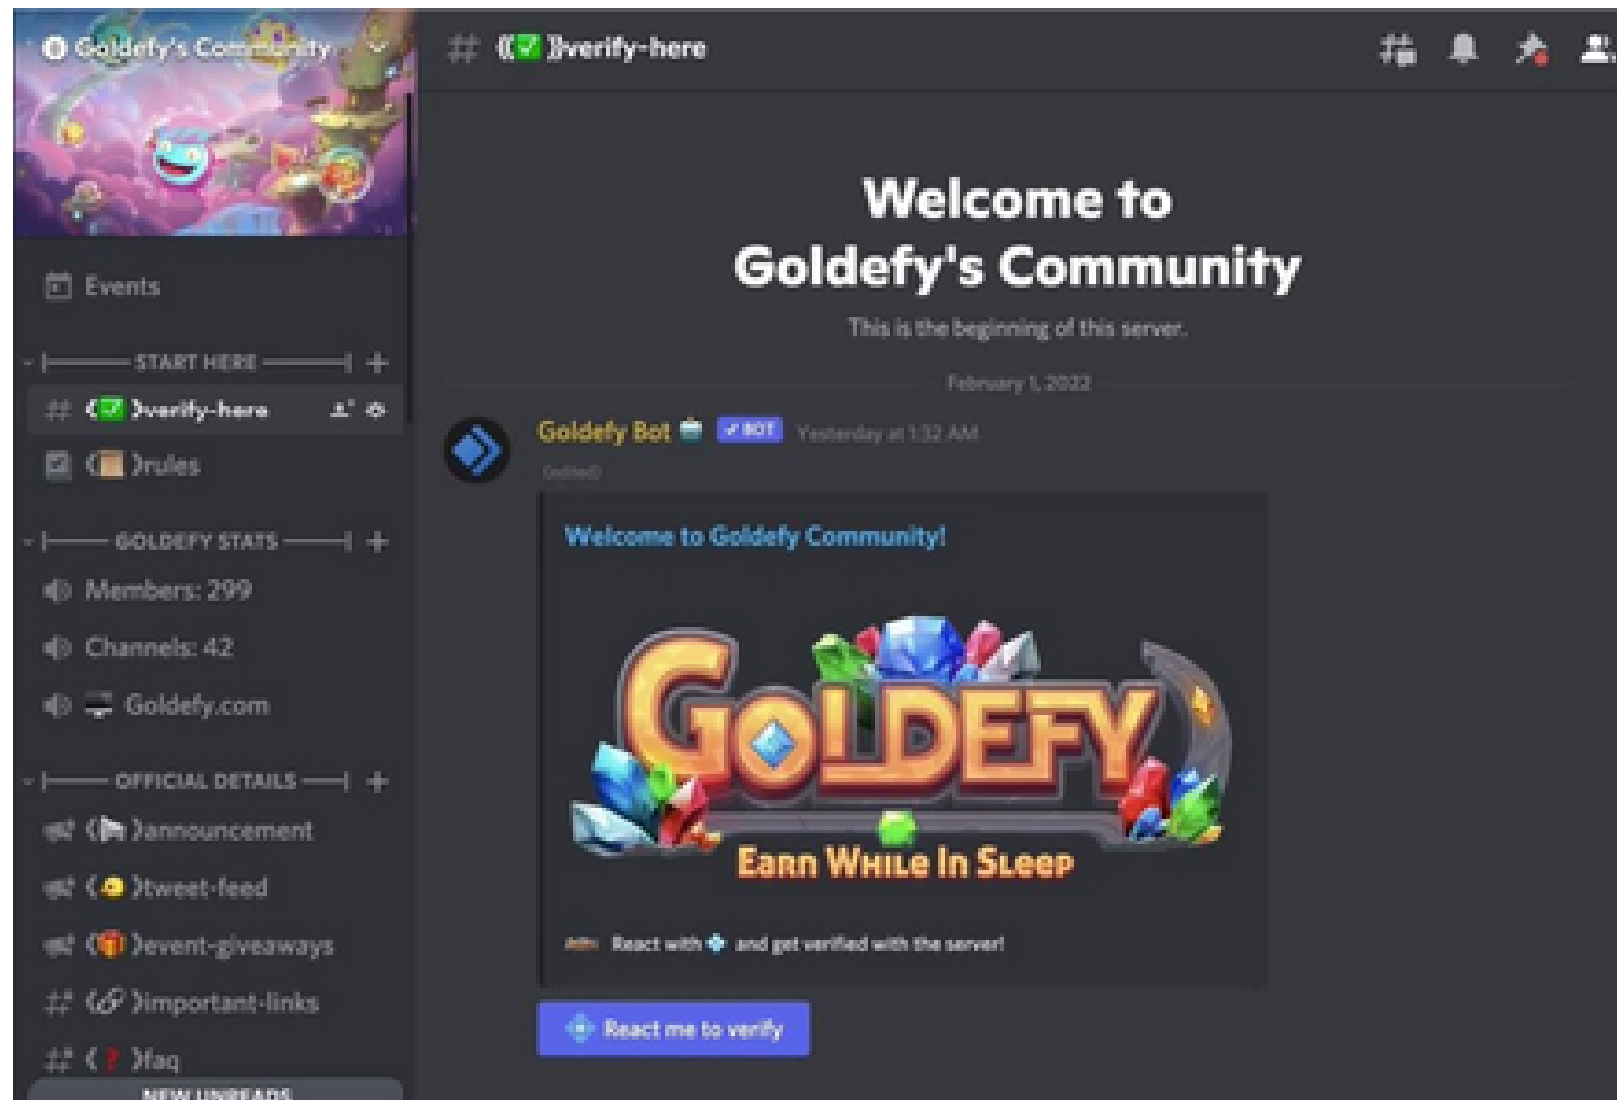 Goldefy's Community
Events
START HERE
verify-here
rules
GOLDEFY STATS
Members: 299
Channels: 42
Goldefy.com
OFFICIAL DETAILS
announcement
tweet-feed
event-giveaways
important-links
faq
NEW UNREADS
verify-here
Welcome to
Goldefy's Community
This is the beginning of this server.
February 1, 2022
Goldefy Bot BOT Yesterday at 1:32 AM
(edited)
Welcome to Goldefy Community!
GOLDEFY
EARN WHILE IN SLEEP
React with and get verified with the server!
React me to verify